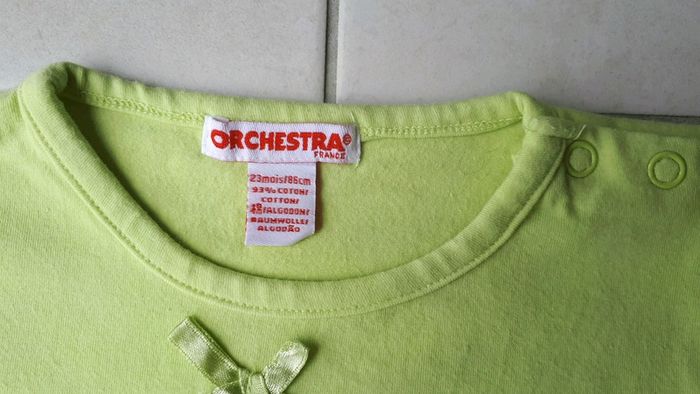 ORCHESTRA
FRANCE
23mois/86cm
93% COTON/
COTTON/
/ALGODON/
BAUMWOLLE/
ALGODÃO